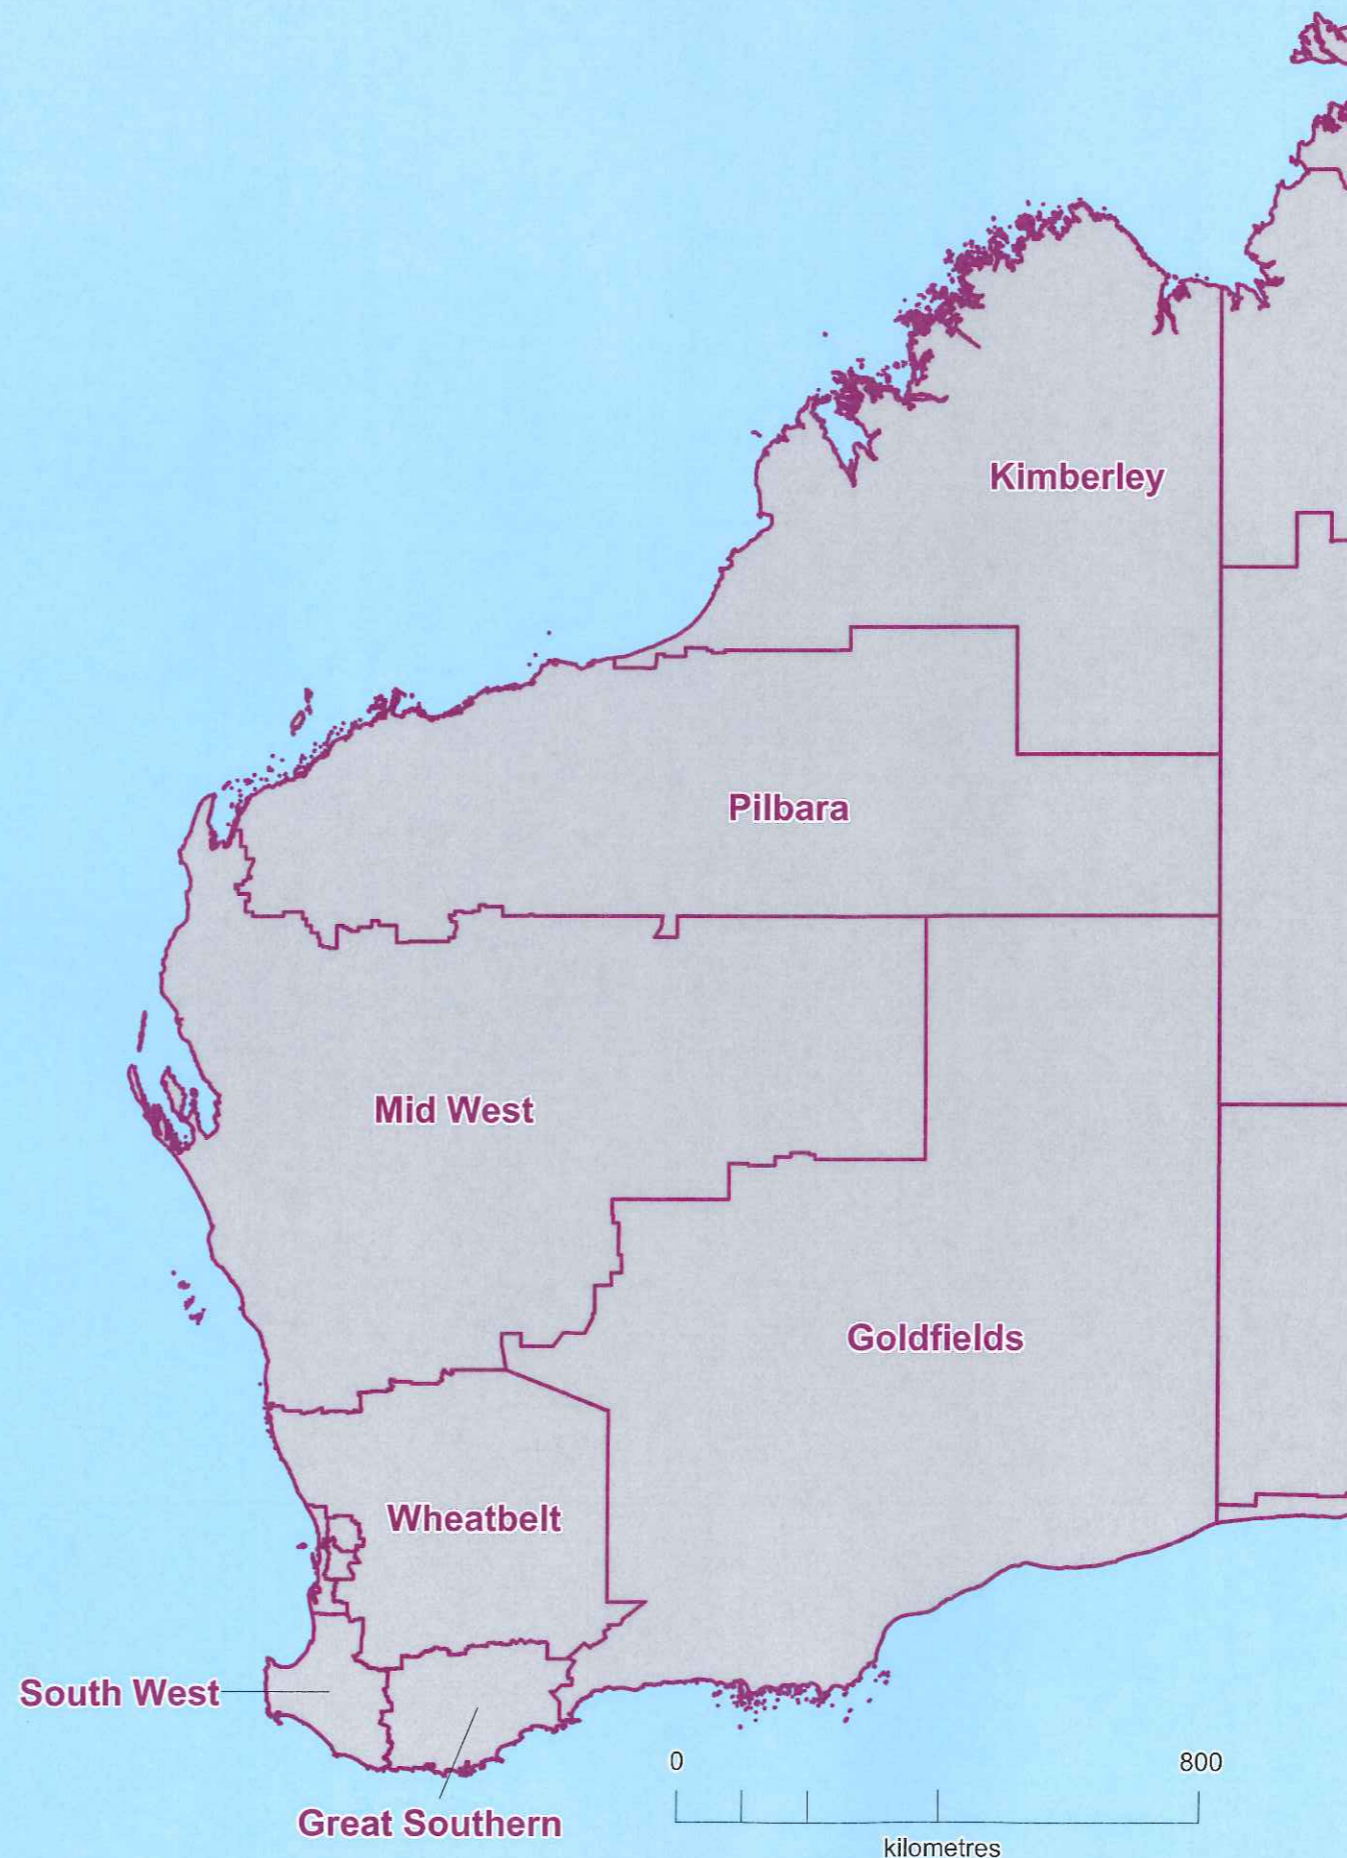 Kimberley
Pilbara
Mid West
Goldfields
Wheatbelt
South West
Great Southern
0 800
kilometres